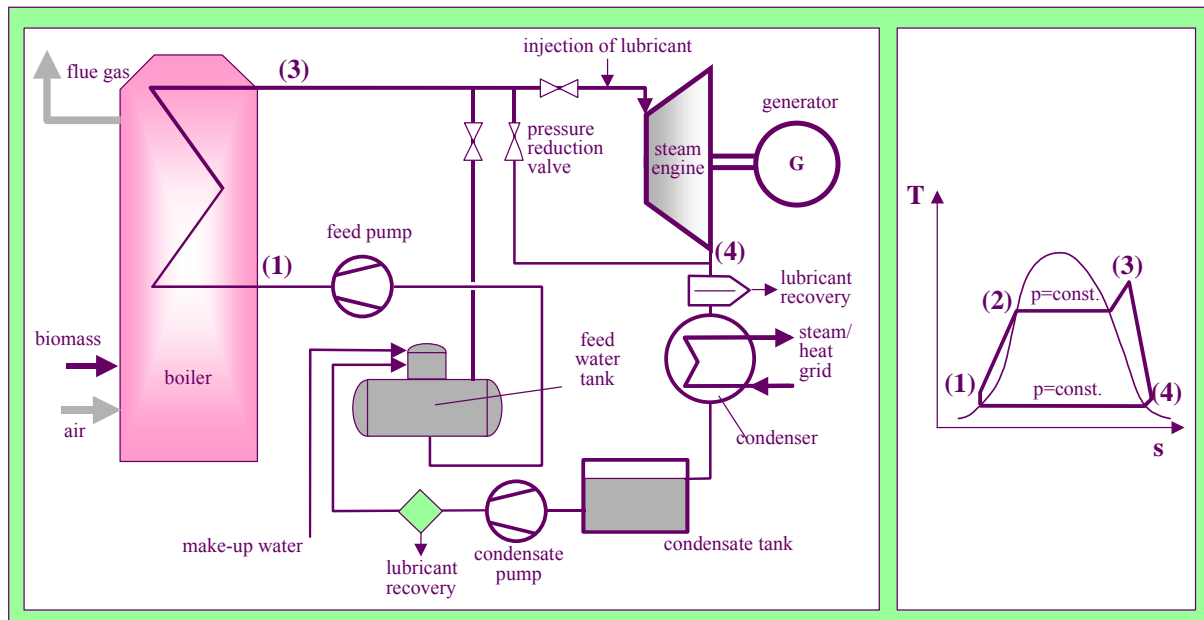 injection of lubricant
flue gas
(3)
generator
pressure
reduction
valve
steam
engine
G
T
feed pump
(4)
(1)
lubricant
recovery
(3)
(2)
p=const.
biomass
feed
water
tank
steam/
heat
grid
boiler
(1)
p=const.
(4)
air
condenser
s
make-up water
condensate
pump
condensate tank
lubricant
recovery